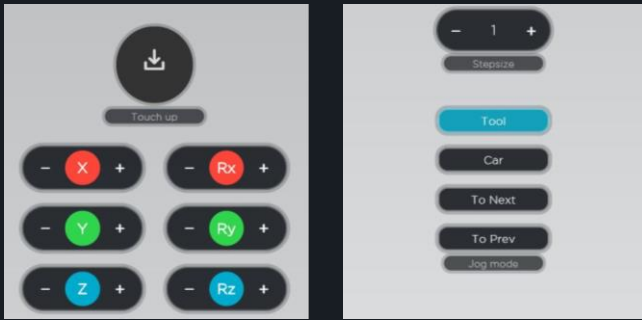 Touch up
- X +
- Rx +
- Y +
- Ry +
- Z +
- Rz +
- 1 +
Stepsize
Tool
Car
To Next
To Prev
Jog mode